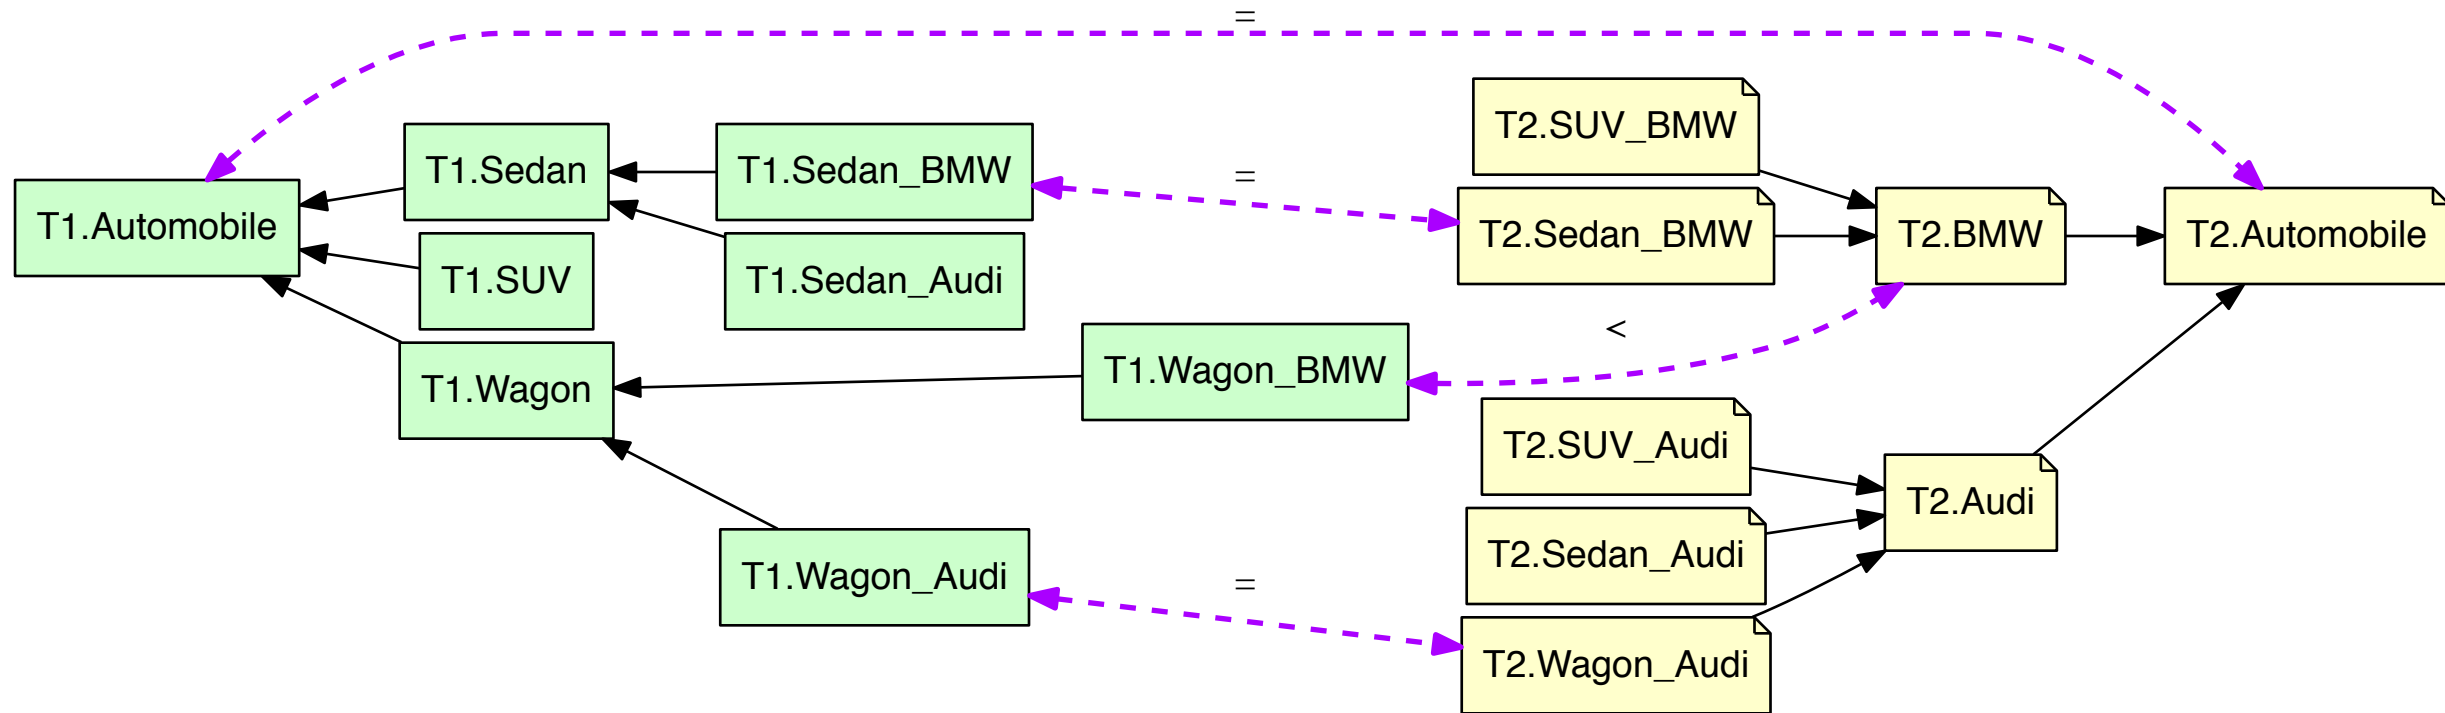 =
T2.SUV_BMW
T1.Sedan
T1.Sedan_BMW
=
T1.Automobile
T2.Sedan_BMW
T2.BMW
T2.Automobile
T1.SUV
T1.Sedan_Audi
<
T1.Wagon
T1.Wagon_BMW
T2.SUV_Audi
T2.Audi
T2.Sedan_Audi
T1.Wagon_Audi
=
T2.Wagon_Audi